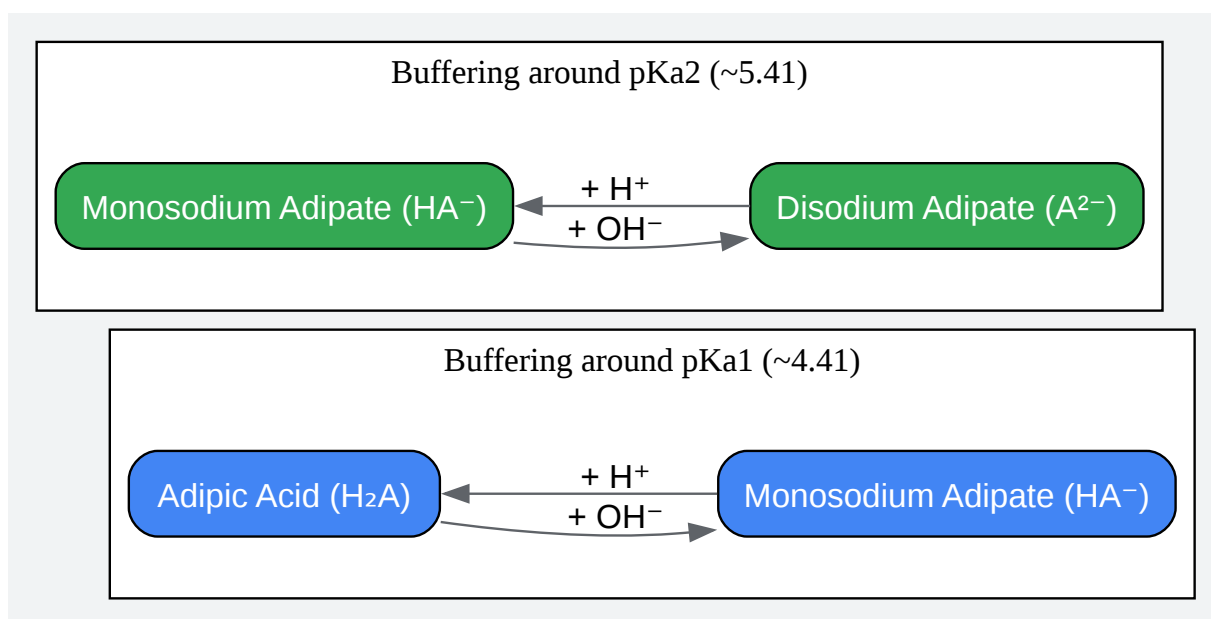 Buffering around pKa2 (~5.41)
Monosodium Adipate (HA⁻)
+ H⁺
+ OH⁻
Disodium Adipate (A²⁻)
Buffering around pKa1 (~4.41)
Adipic Acid (H₂A)
+ H⁺
+ OH⁻
Monosodium Adipate (HA⁻)